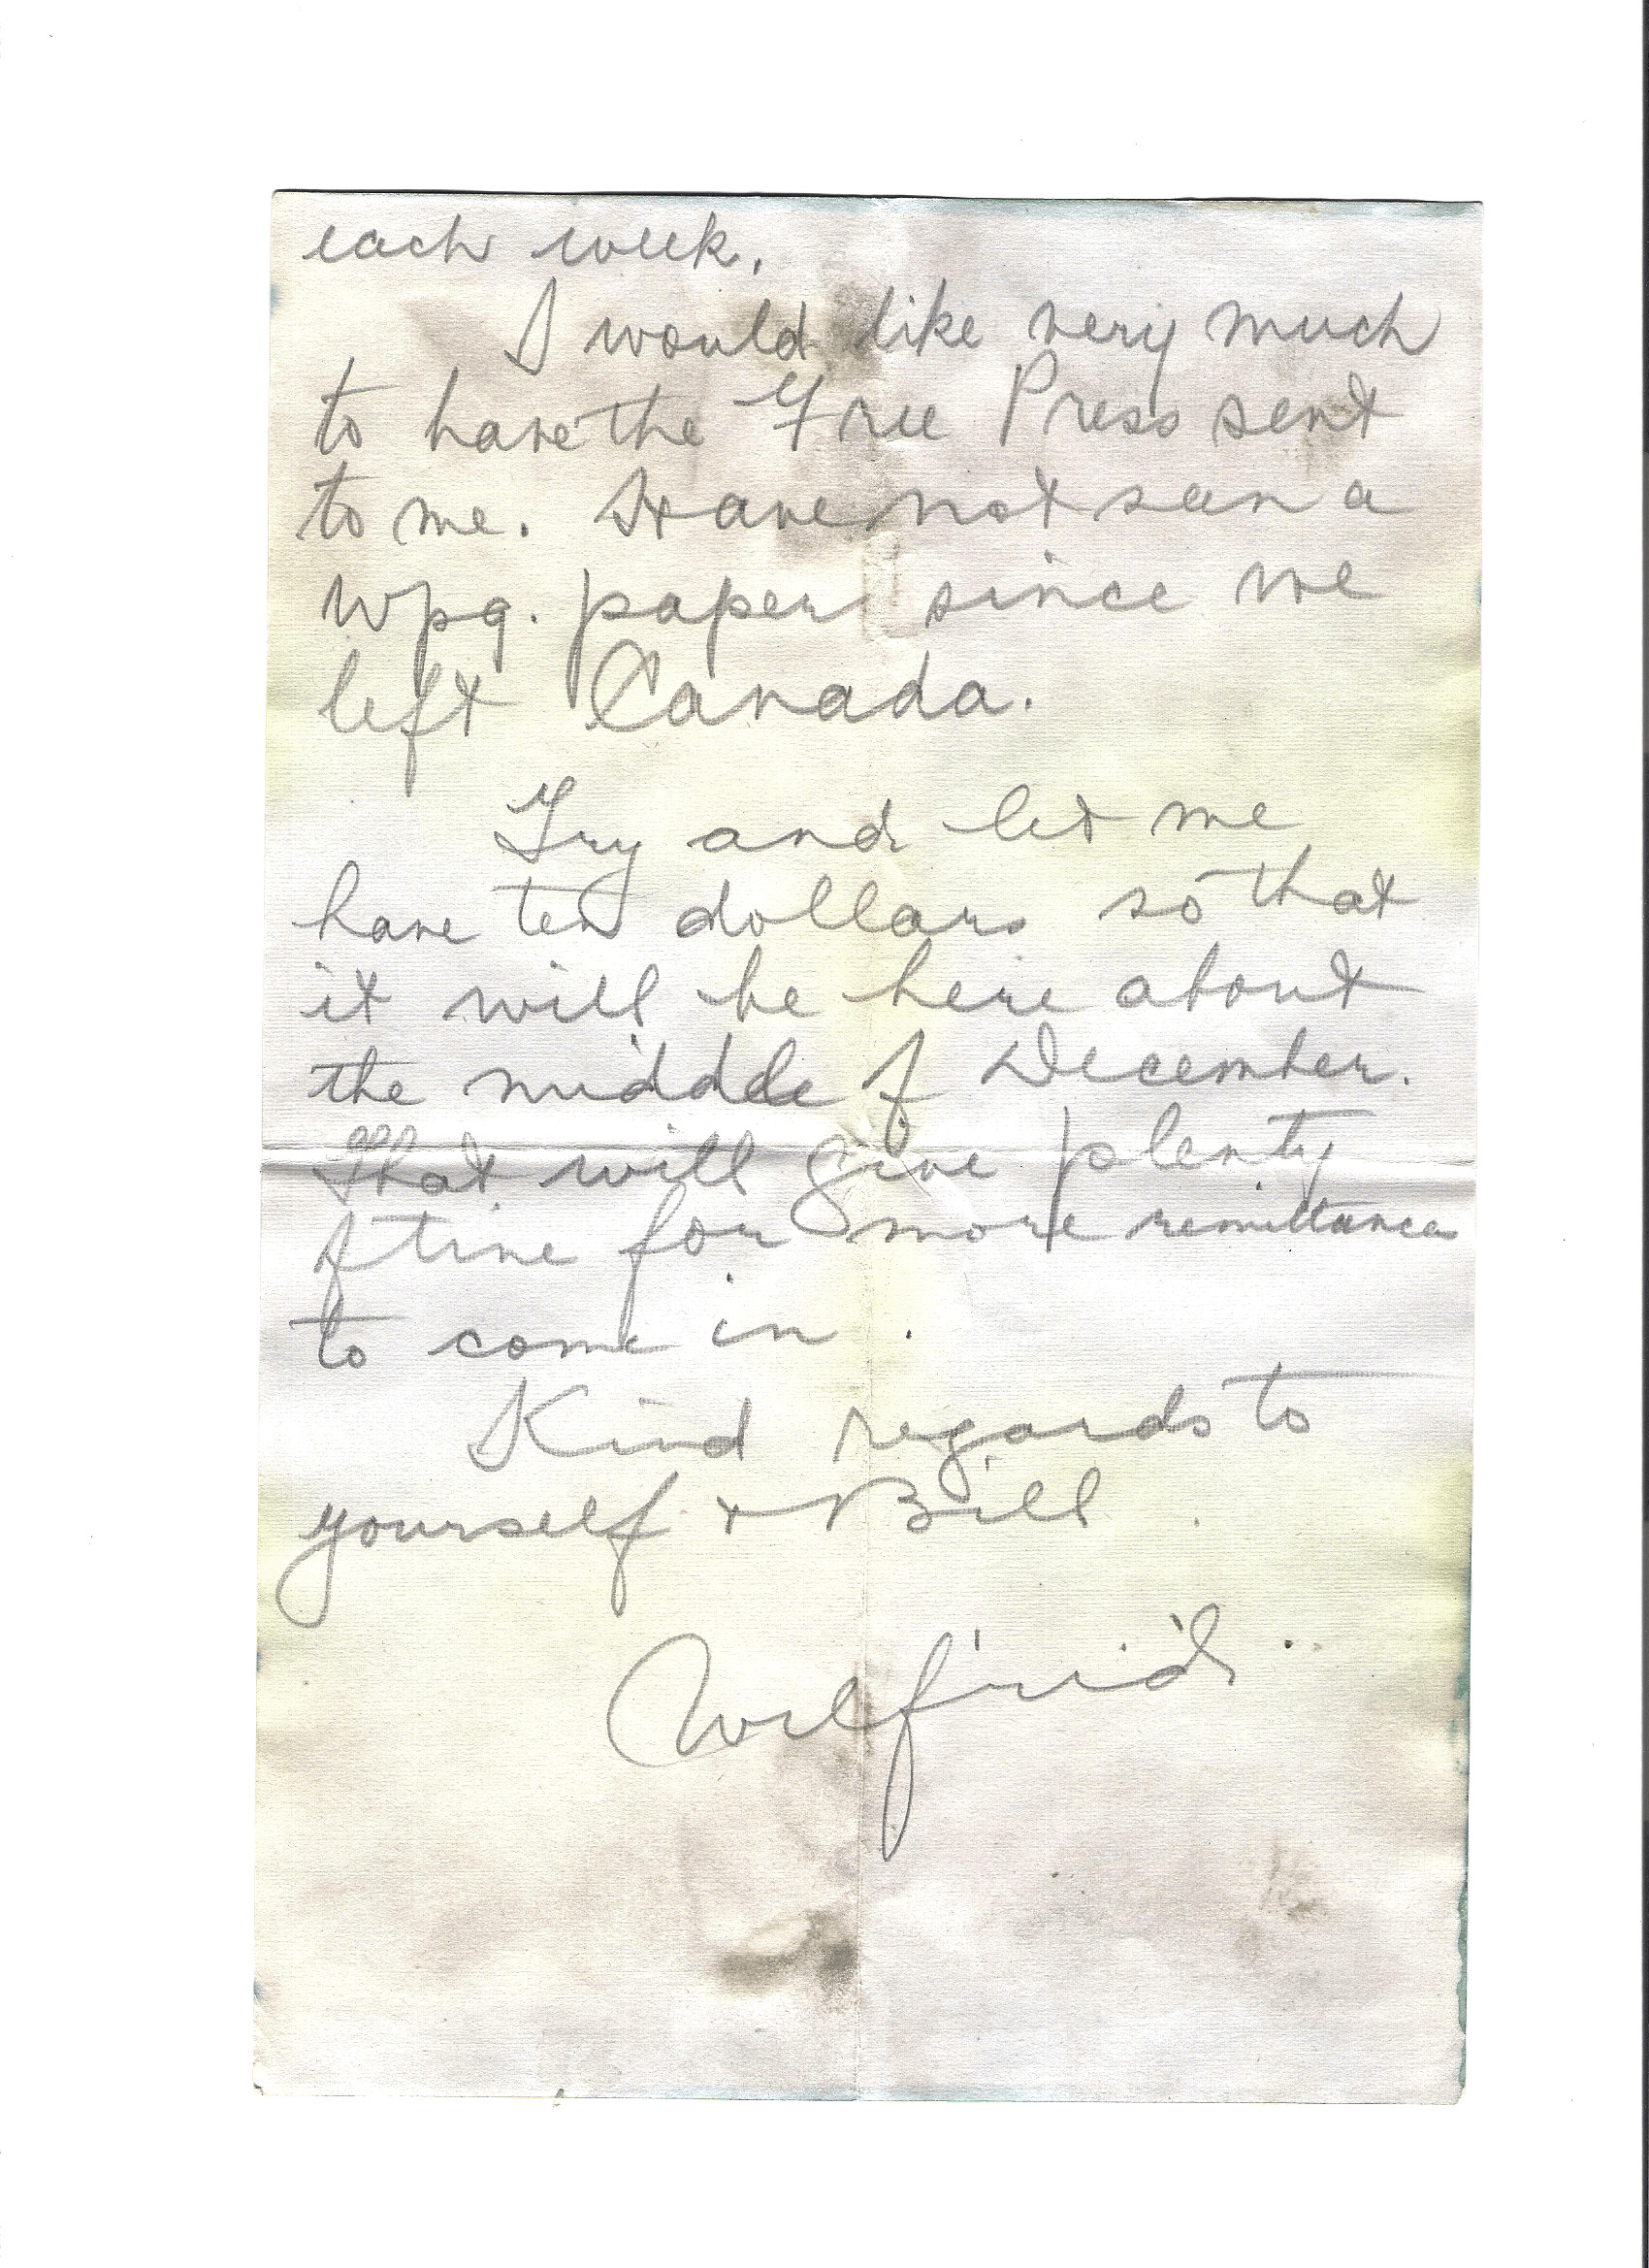 each week.
I would like very much
to have the Free Press sent
to me. Have not seen a
Wpg. paper since we
left Canada.
Try and let me
have ten dollars so that
it will be here about
the middle of December.
That will give plenty
of time for more remittances
to come in.
Kind regards to
yourself + Bill.
Wilfrid